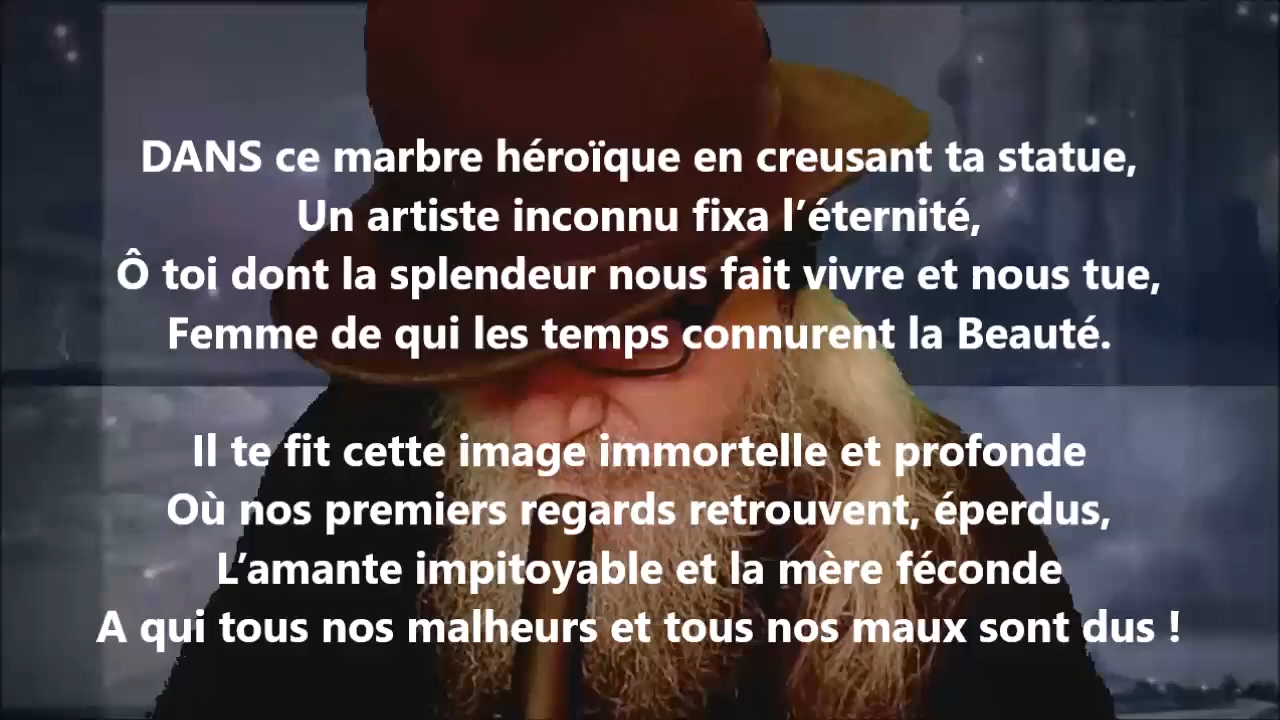 DANS ce marbre héroïque en creusant ta statue,
Un artiste inconnu fixa l’éternité,
Ô toi dont la splendeur nous fait vivre et nous tue,
Femme de qui les temps connurent la Beauté.
Il te fit cette image immortelle et profonde
Où nos premiers regards retrouvent, éperdus,
L’amante impitoyable et la mère féconde
A qui tous nos malheurs et tous nos maux sont dus !